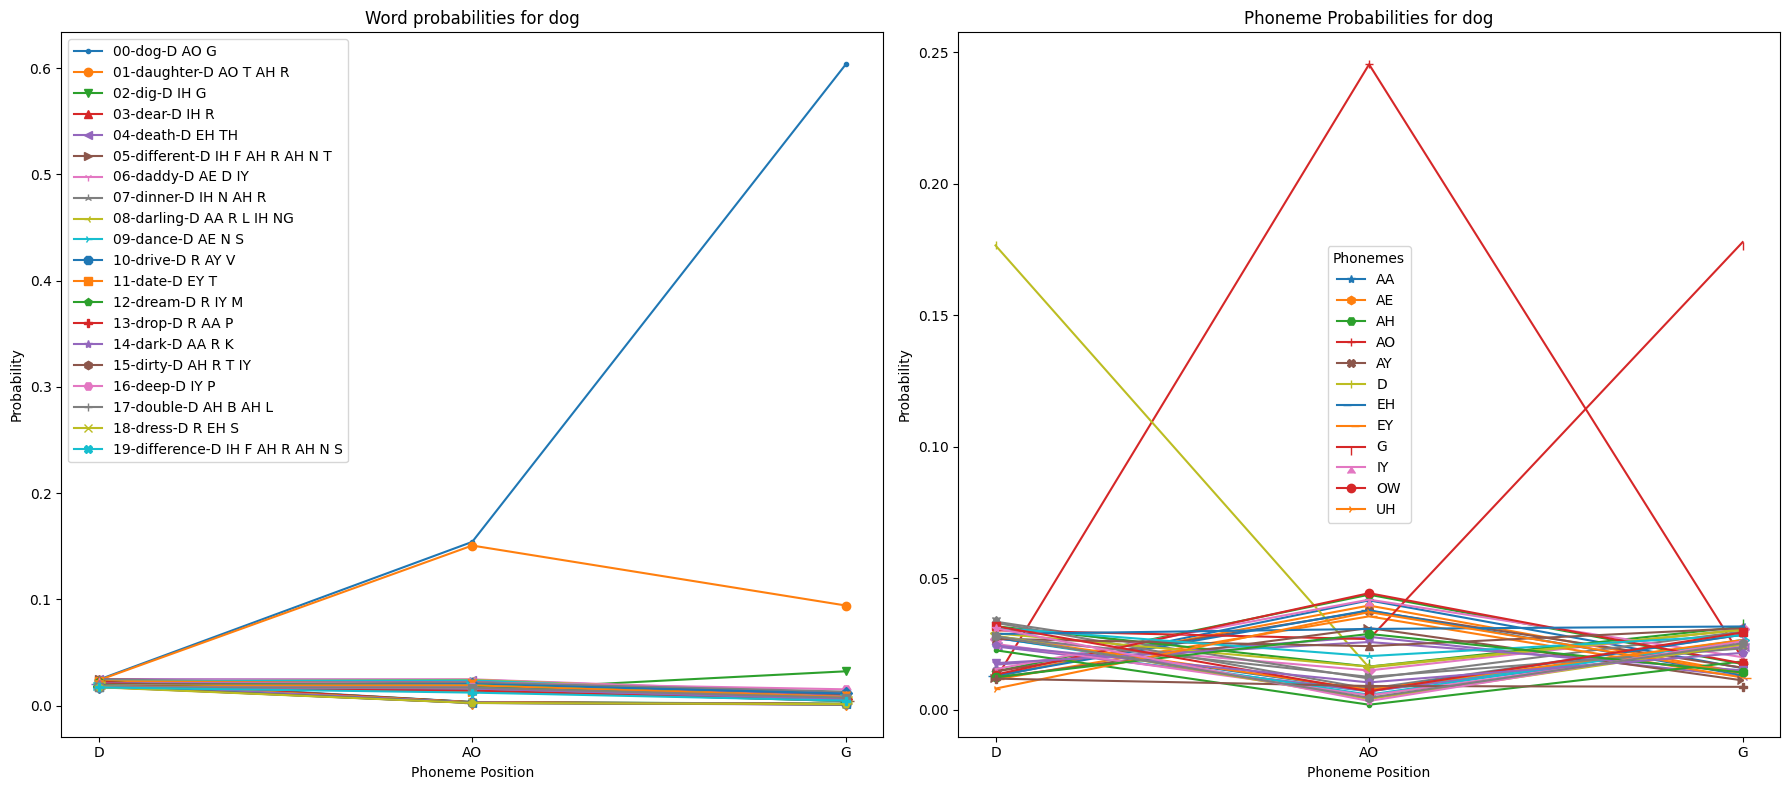 Word probabilities for dog
0.6
0.5
0.4
0.3
0.2
0.1
0.0
Probability
00-dog-D AO G
01-daughter-D AO T AH R
02-dig-D IH G
03-dear-D IH R
04-death-D EH TH
05-different-D IH F AH R AH N T
06-daddy-D AE D IY
07-dinner-D IH N AH R
08-darling-D AA R L IH NG
09-dance-D AE N S
10-drive-D R AY V
11-date-D EY T
12-dream-D R IY M
13-drop-D R AA P
14-dark-D AA R K
15-dirty-D AH R T IY
16-deep-D IY P
17-double-D AH B AH L
18-dress-D R EH S
19-difference-D IH F AH R AH N S
D AO G
Phoneme Position
Phoneme Probabilities for dog
0.25
0.20
0.15
0.10
0.05
0.00
Probability
Phonemes
AA
AE
AH
AO
AY
D
EH
EY
G
IY
OW
UH
D AO G
Phoneme Position